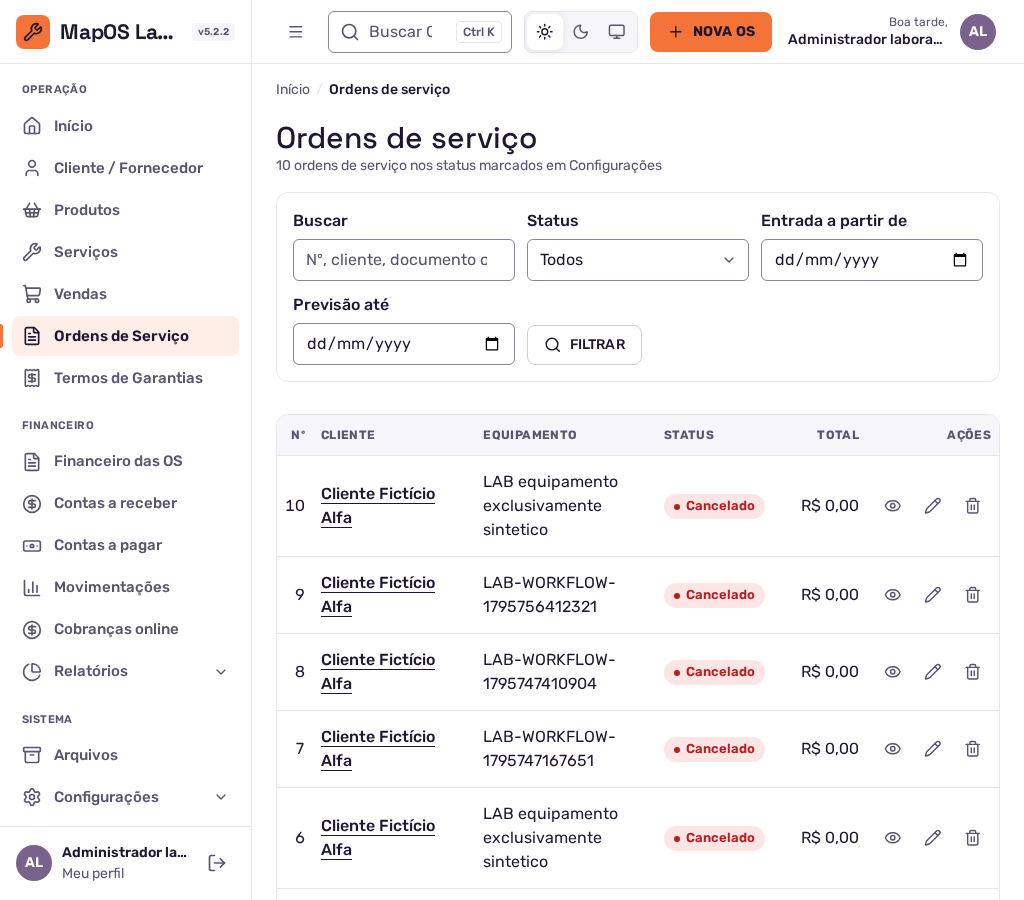 MapOS La...
v5.2.2
Buscar C
Ctrl K
NOVA OS
Boa tarde,
Administrador labora...
AL
OPERAÇÃO
Início
Cliente / Fornecedor
Produtos
Serviços
Vendas
Ordens de Serviço
Termos de Garantias
FINANCEIRO
Financeiro das OS
Contas a receber
Contas a pagar
Movimentações
Cobranças online
Relatórios
SISTEMA
Arquivos
Configurações
AL
Administrador la...
Meu perfil
Início / Ordens de serviço
Ordens de serviço
10 ordens de serviço nos status marcados em Configurações
Buscar
Status
Entrada a partir de
Nº, cliente, documento o
Todos
dd/mm/yyyy
Previsão até
dd/mm/yyyy
FILTRAR
Nº CLIENTE EQUIPAMENTO STATUS TOTAL AÇÕES
10
Cliente Fictício
Alfa
LAB equipamento
exclusivamente
sintetico
Cancelado
R$ 0,00
9
Cliente Fictício
Alfa
LAB-WORKFLOW-
1795756412321
Cancelado
R$ 0,00
8
Cliente Fictício
Alfa
LAB-WORKFLOW-
1795747410904
Cancelado
R$ 0,00
7
Cliente Fictício
Alfa
LAB-WORKFLOW-
1795747167651
Cancelado
R$ 0,00
6
Cliente Fictício
Alfa
LAB equipamento
exclusivamente
sintetico
Cancelado
R$ 0,00